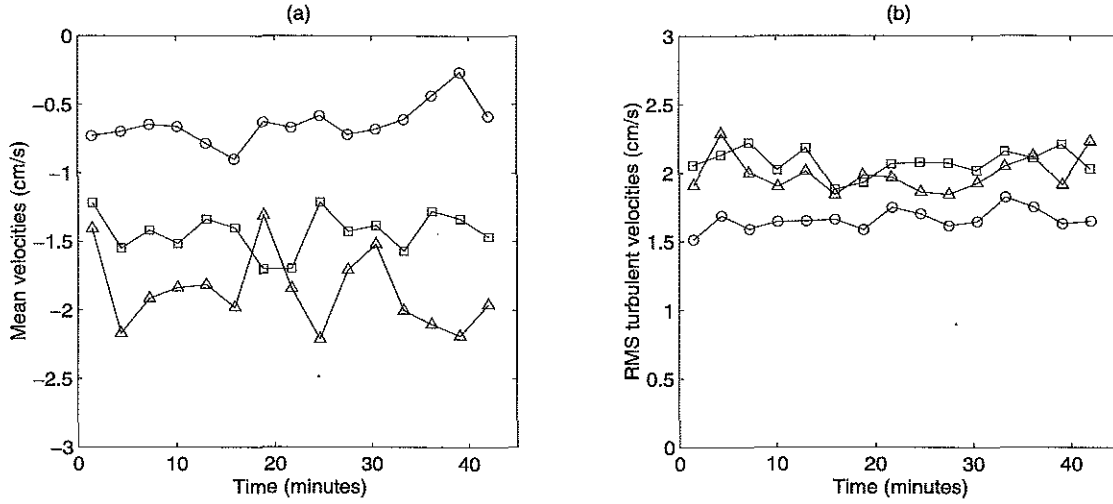 (a)
Mean velocities (cm/s)
0
−0.5
−1
−1.5
−2
−2.5
−3
0 10 20 30 40
Time (minutes)
(b)
RMS turbulent velocities (cm/s)
3
2.5
2
1.5
1
0.5
0
0 10 20 30 40
Time (minutes)